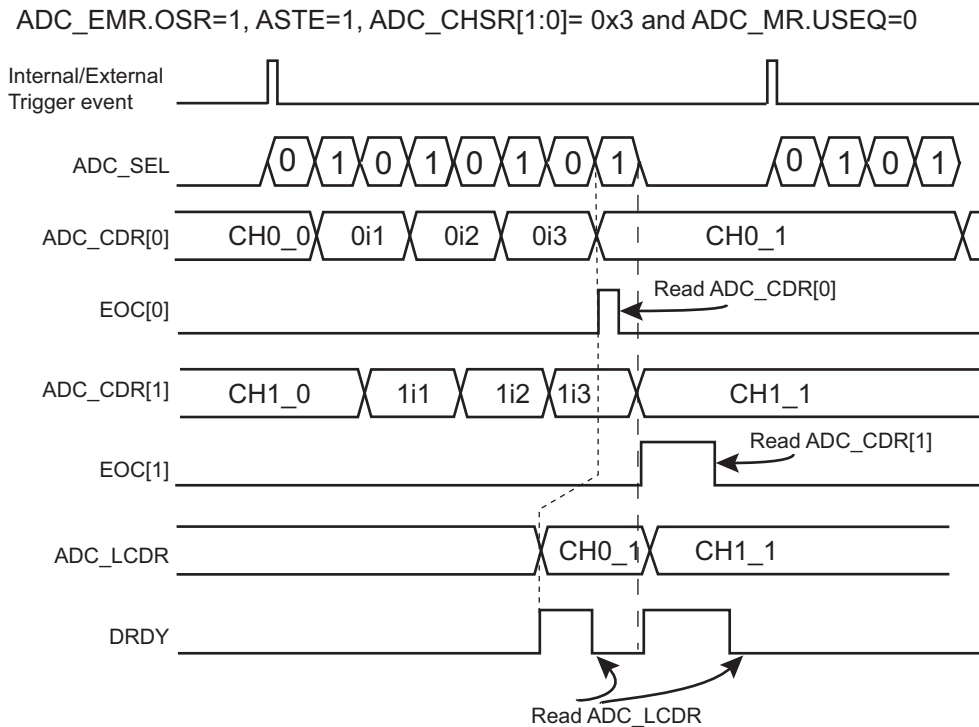 ADC_EMR.OSR=1, ASTE=1, ADC_CHSR[1:0]= 0x3 and ADC_MR.USEQ=0
Internal/External
Trigger event
ADC_SEL 0 1 0 1 0 1 0 1 0 1 0 1
ADC_CDR[0] CH0_0 0i1 0i2 0i3 CH0_1
EOC[0] Read ADC_CDR[0]
ADC_CDR[1] CH1_0 1i1 1i2 1i3 CH1_1
EOC[1] Read ADC_CDR[1]
ADC_LCDR CH0_1 CH1_1
DRDY
Read ADC_LCDR